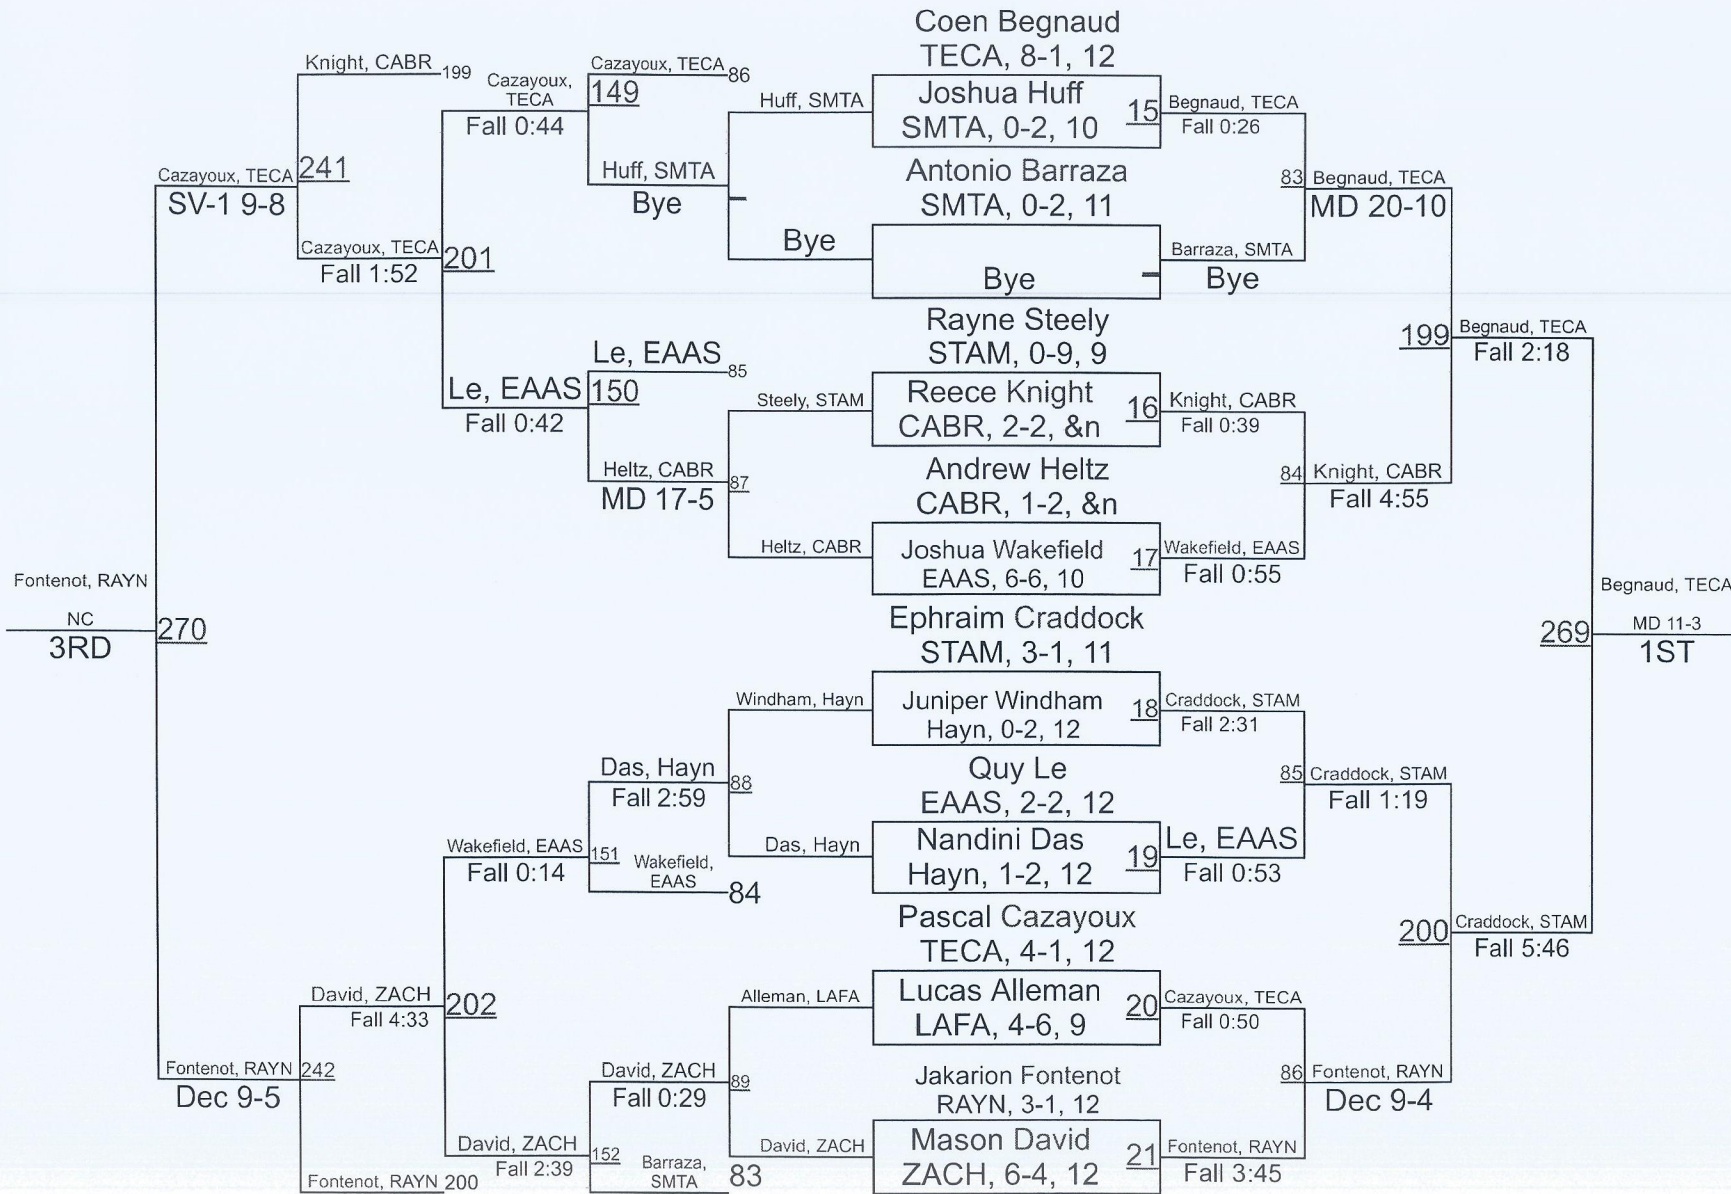 Coen Begnaud
TECA, 8-1, 12
Knight, CABR 199
Cazayoux,
TECA
Fall 0:44
Cazayoux, TECA 86
149
Huff, SMTA
Joshua Huff
SMTA, 0-2, 10
15
Begnaud, TECA
Fall 0:26
Cazayoux, TECA
SV-1 9-8
241
Huff, SMTA
Bye
Antonio Barraza
SMTA, 0-2, 11
83
Begnaud, TECA
MD 20-10
Cazayoux, TECA
Fall 1:52
201
Bye
Bye
Barraza, SMTA
Bye
Rayne Steely
STAM, 0-9, 9
199
Begnaud, TECA
Fall 2:18
Le, EAAS
85
Le, EAAS
Fall 0:42
150
Steely, STAM
Reece Knight
CABR, 2-2, &n
16
Knight, CABR
Fall 0:39
Heltz, CABR
MD 17-5
87
Andrew Heltz
CABR, 1-2, &n
84
Knight, CABR
Fall 4:55
Heltz, CABR
Joshua Wakefield
EAAS, 6-6, 10
17
Wakefield, EAAS
Fall 0:55
Fontenot, RAYN
NC
3RD
270
Ephraim Craddock
STAM, 3-1, 11
269
Begnaud, TECA
MD 11-3
1ST
Windham, Hayn
Juniper Windham
Hayn, 0-2, 12
18
Craddock, STAM
Fall 2:31
Das, Hayn
Fall 2:59
88
Quy Le
EAAS, 2-2, 12
85
Craddock, STAM
Fall 1:19
Wakefield, EAAS
Fall 0:14
151
Wakefield,
EAAS
84
Das, Hayn
Nandini Das
Hayn, 1-2, 12
19
Le, EAAS
Fall 0:53
Pascal Cazayoux
TECA, 4-1, 12
200
Craddock, STAM
Fall 5:46
David, ZACH
Fall 4:33
202
Alleman, LAFA
Lucas Alleman
LAFA, 4-6, 9
20
Cazayoux, TECA
Fall 0:50
Fontenot, RAYN
Dec 9-5
242
David, ZACH
Fall 0:29
89
Jakarion Fontenot
RAYN, 3-1, 12
86
Fontenot, RAYN
Dec 9-4
David, ZACH
Fall 2:39
152
Barraza,
SMTA
83
David, ZACH
Mason David
ZACH, 6-4, 12
21
Fontenot, RAYN
Fall 3:45
Fontenot, RAYN 200